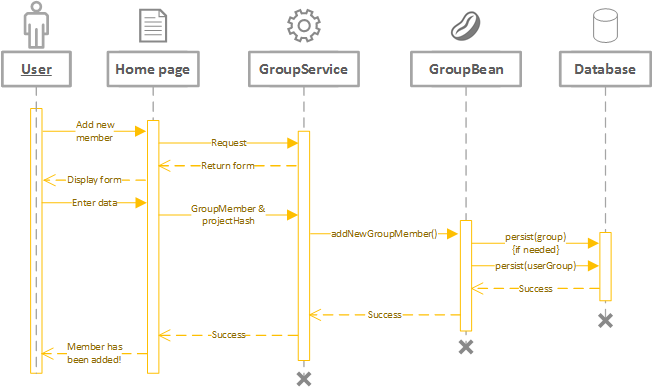 User
Home page
GroupService
GroupBean
Database
Add new
member
Request
Return form
Display form
Enter data
GroupMember &
projectHash
addNewGroupMember()
persist(group)
{if needed}
persist(userGroup)
Success
Success
Success
Member has
been added!